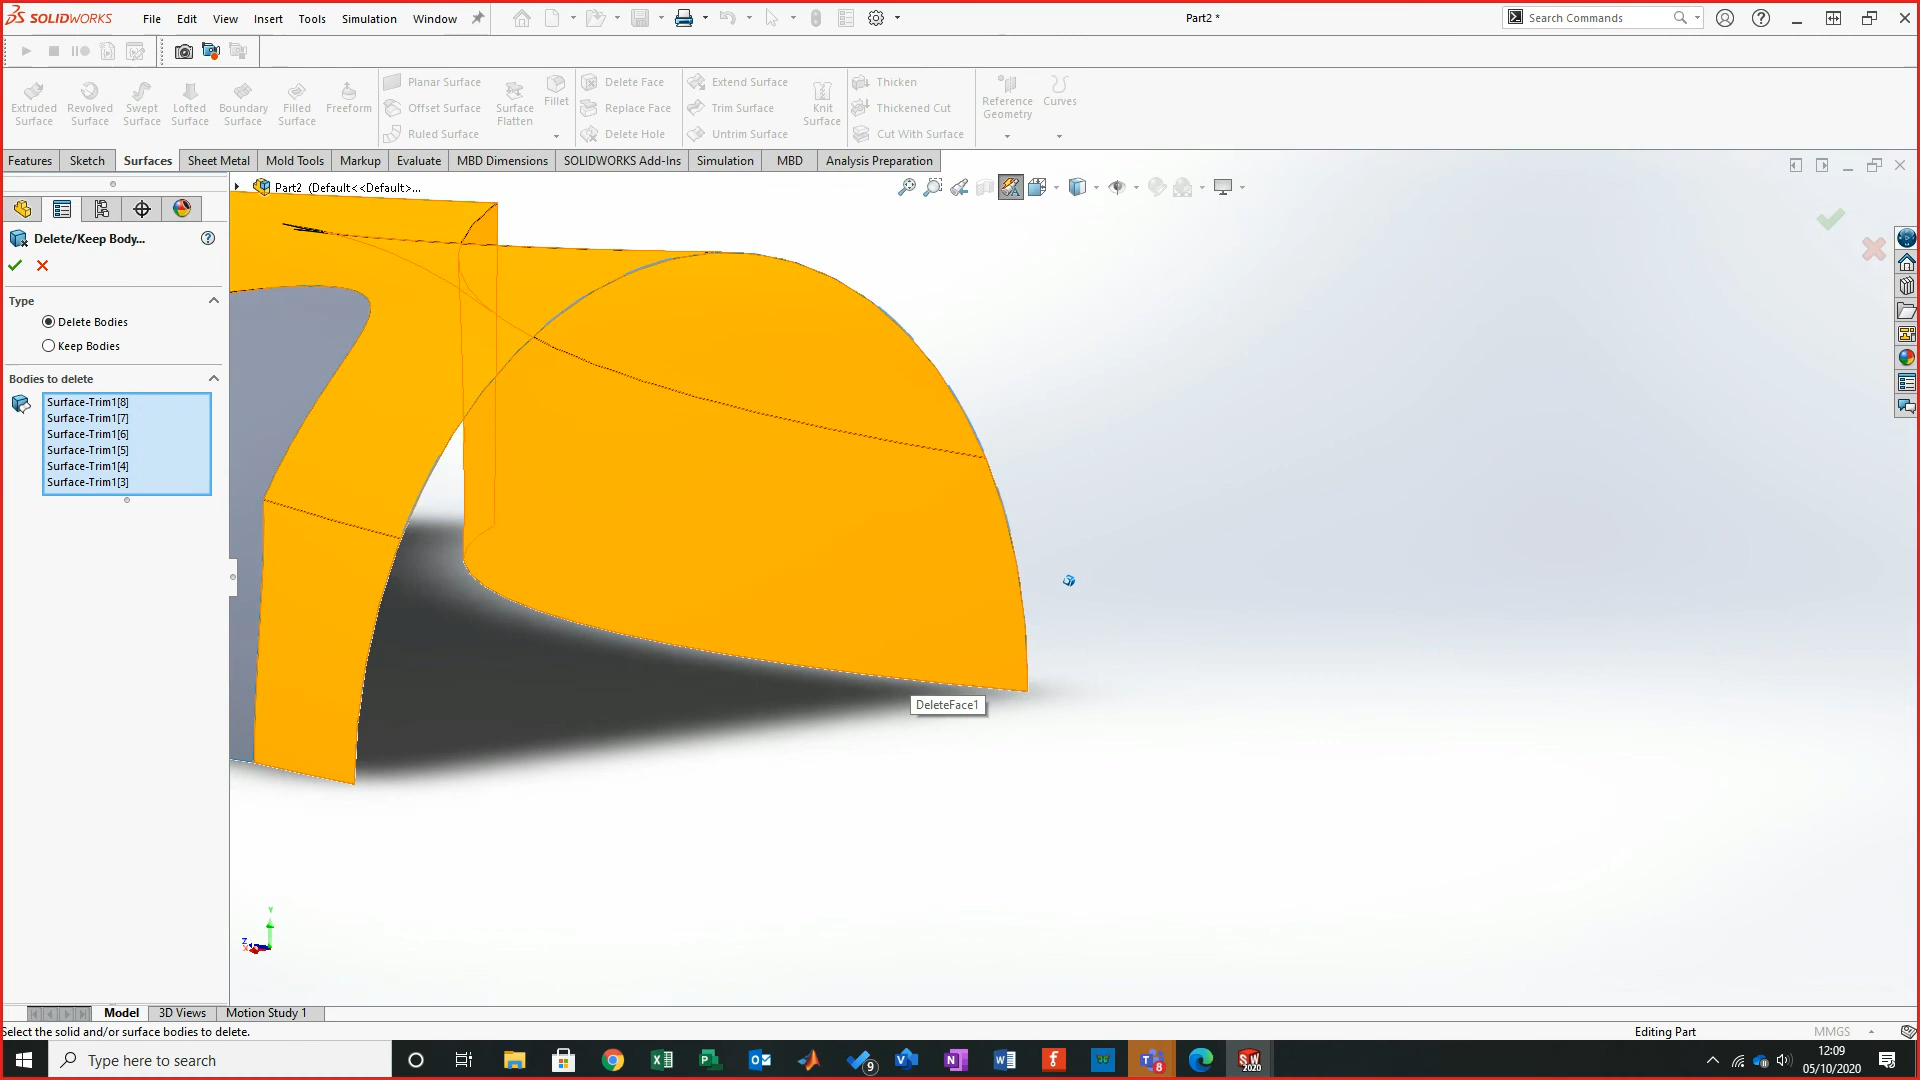 SOLIDWORKS
File Edit View Insert Tools Simulation Window
Part2 *
Search Commands
Extruded Surface
Revolved Surface
Swept Surface
Lofted Surface
Boundary Surface
Filled Surface
Freeform
Planar Surface
Offset Surface
Ruled Surface
Surface Flatten
Fillet
Delete Face
Replace Face
Delete Hole
Extend Surface
Trim Surface
Untrim Surface
Knit Surface
Thicken
Thickened Cut
Cut With Surface
Reference Geometry
Curves
Features Sketch Surfaces Sheet Metal Mold Tools Markup Evaluate MBD Dimensions SOLIDWORKS Add-Ins Simulation MBD Analysis Preparation
Part2 (Default<<Default>...
Delete/Keep Body...
Type
Delete Bodies
Keep Bodies
Bodies to delete
Surface-Trim1[8]
Surface-Trim1[7]
Surface-Trim1[6]
Surface-Trim1[5]
Surface-Trim1[4]
Surface-Trim1[3]
DeleteFace1
Y
Z
X
Model 3D Views Motion Study 1
Select the solid and/or surface bodies to delete.
Editing Part
MMGS
Type here to search
9
8
SW
2020
12:09
05/10/2020